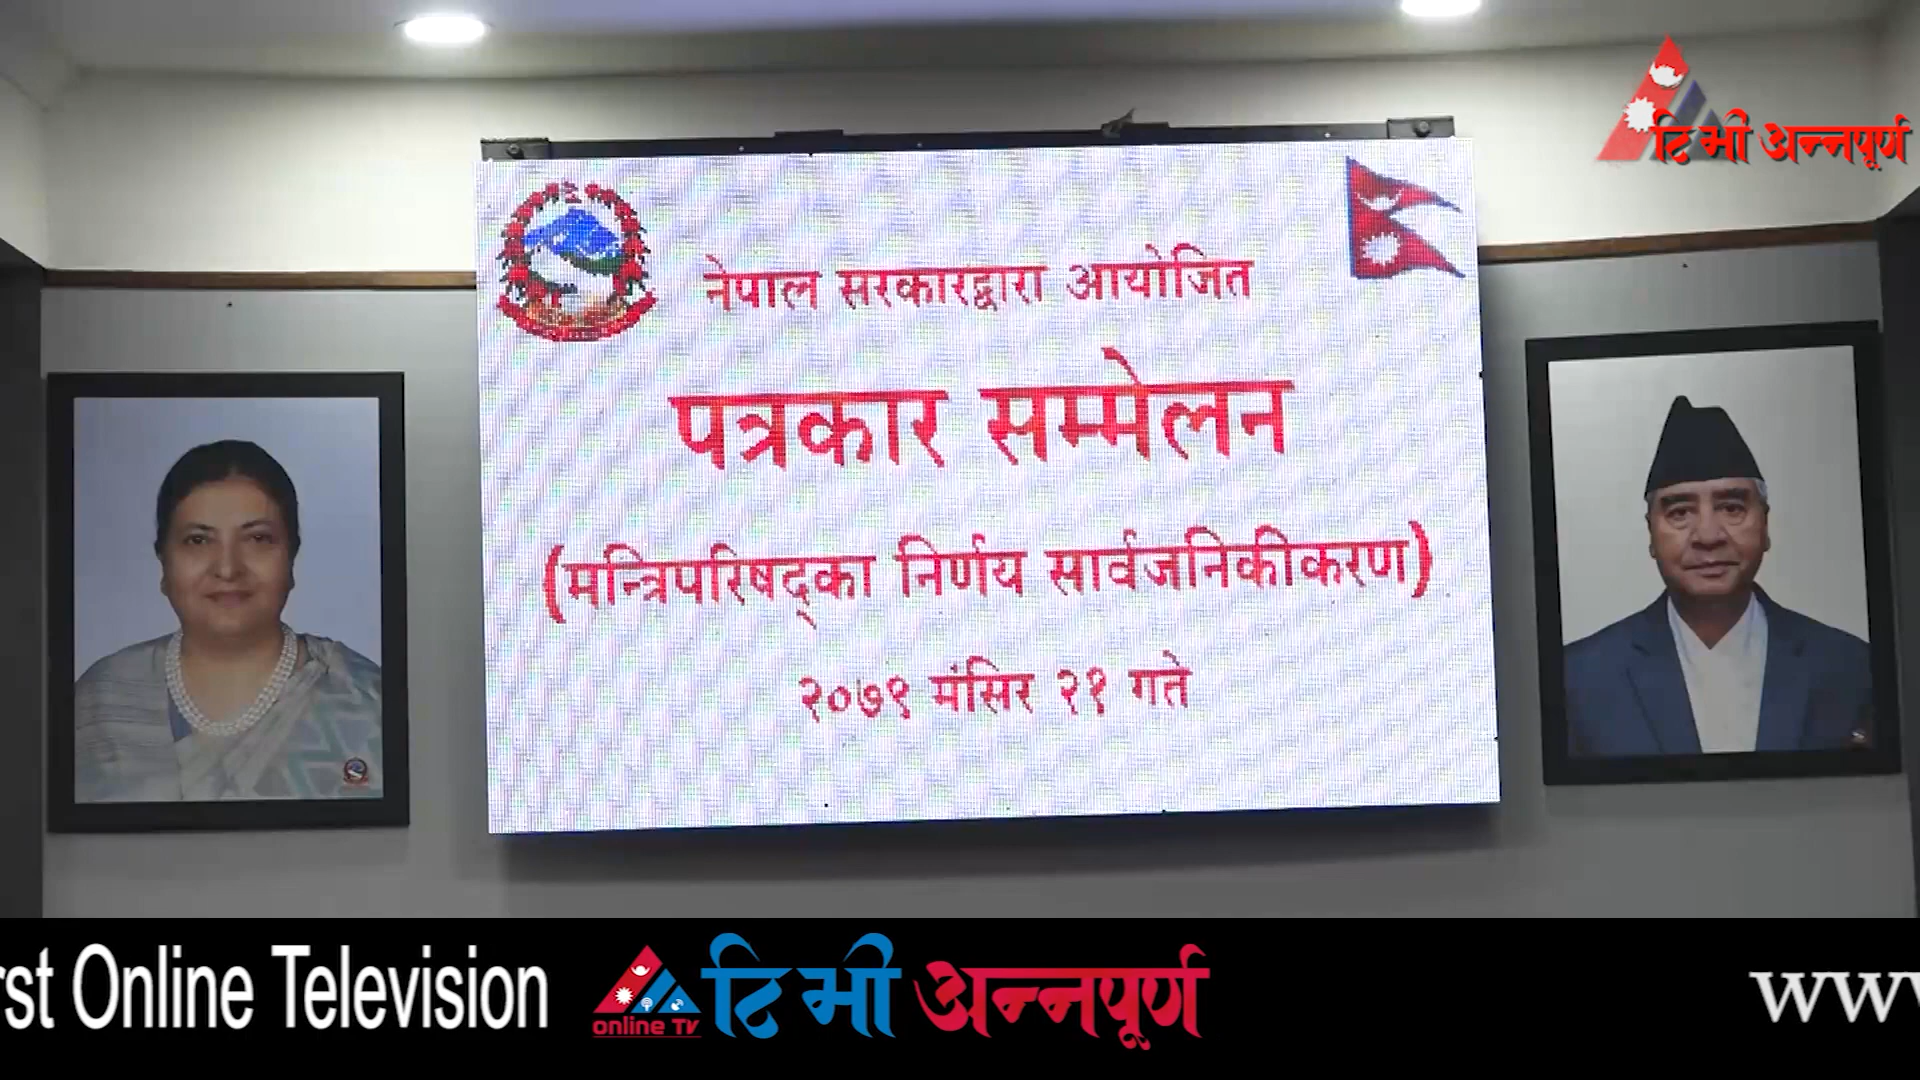 टिभी अन्नपूर्ण
नेपाल सरकारद्वारा आयोजित
पत्रकार सम्मेलन
(मन्त्रिपरिषद्का निर्णय सार्वजनिकीकरण)
२०७९ मंसिर २१ गते
rst Online Television
online Tv
टिभी अन्नपूर्ण
www